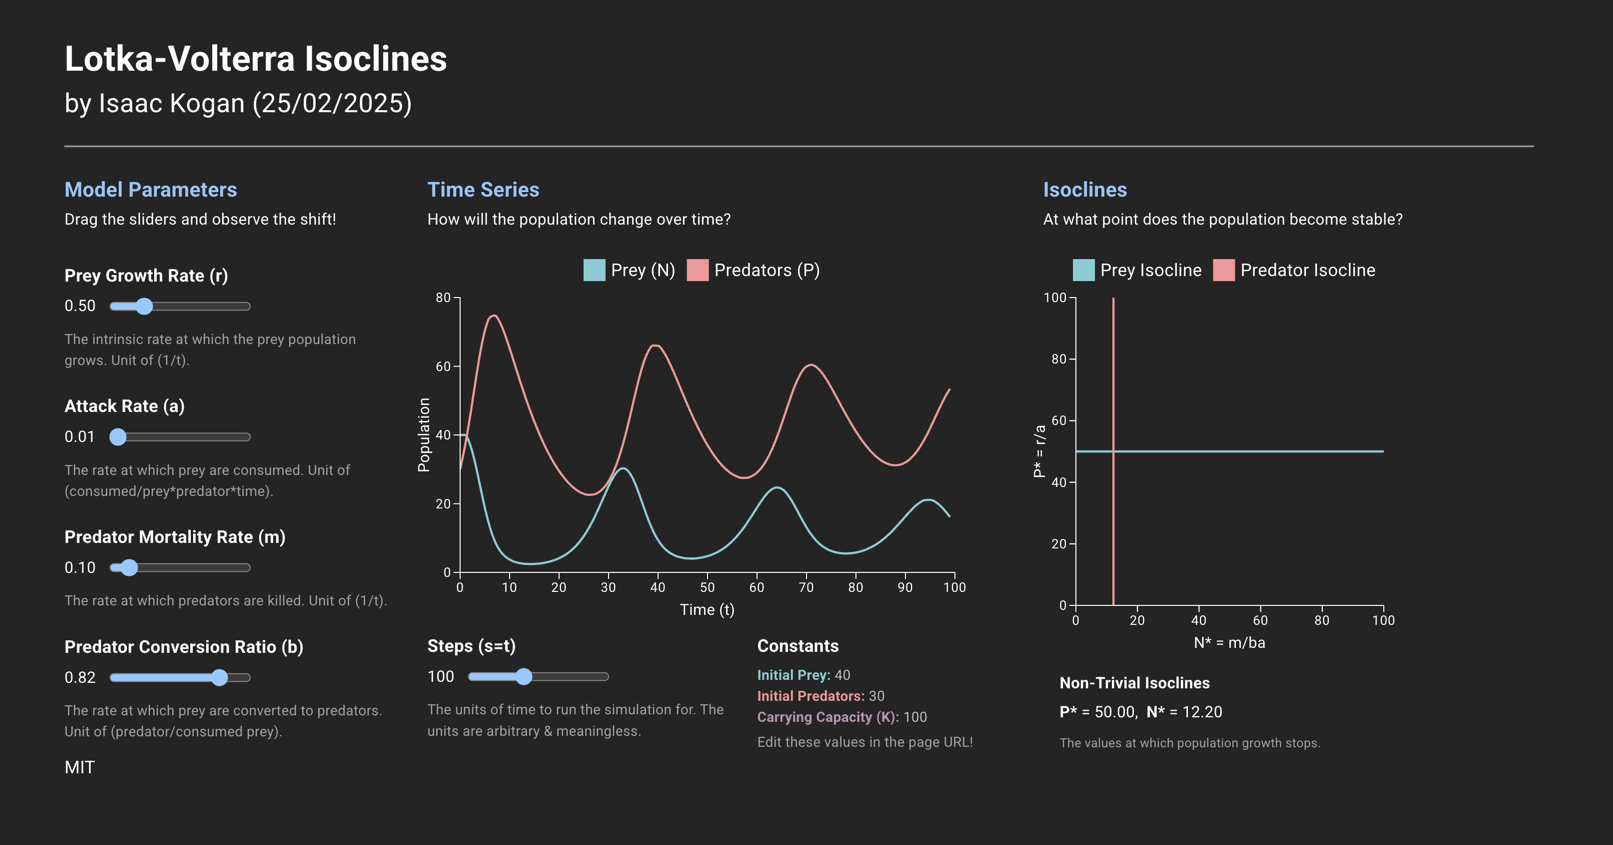 Lotka-Volterra Isoclines
by Isaac Kogan (25/02/2025)
Model Parameters
Drag the sliders and observe the shift!
Prey Growth Rate (r)
0.50
The intrinsic rate at which the prey population
grows. Unit of (1/t).
Attack Rate (a)
0.01
The rate at which prey are consumed. Unit of
(consumed/prey*predator*time).
Predator Mortality Rate (m)
0.10
The rate at which predators are killed. Unit of (1/t).
Predator Conversion Ratio (b)
0.82
The rate at which prey are converted to predators.
Unit of (predator/consumed prey).
MIT
Time Series
How will the population change over time?
Prey (N) Predators (P)
80
60
40
20
0
Population
0 10 20 30 40 50 60 70 80 90 100
Time (t)
Steps (s=t)
100
The units of time to run the simulation for. The
units are arbitrary & meaningless.
Constants
Initial Prey: 40
Initial Predators: 30
Carrying Capacity (K): 100
Edit these values in the page URL!
Isoclines
At what point does the population become stable?
Prey Isocline Predator Isocline
100
80
60
40
20
0
P* = r/a
0 20 40 60 80 100
N* = m/ba
Non-Trivial Isoclines
P* = 50.00, N* = 12.20
The values at which population growth stops.